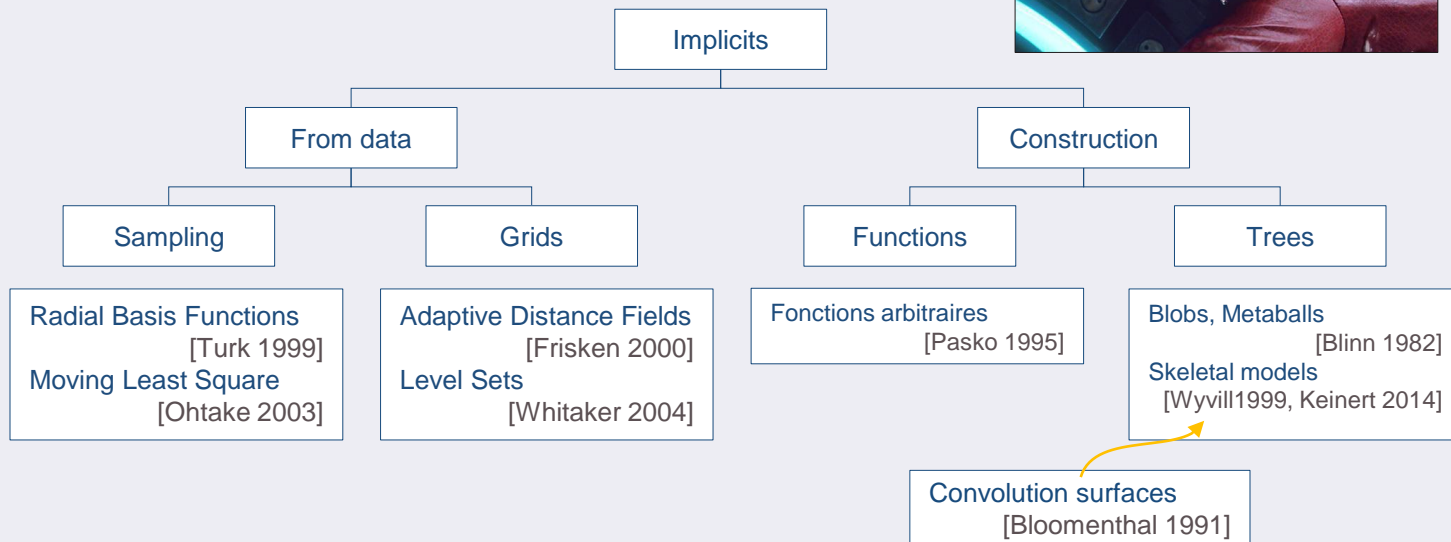 Implicits
From data
Construction
Sampling
Grids
Functions
Trees
Radial Basis Functions
[Turk 1999]
Moving Least Square
[Ohtake 2003]
Adaptive Distance Fields
[Frisken 2000]
Level Sets
[Whitaker 2004]
Fonctions arbitraires
[Pasko 1995]
Blobs, Metaballs
[Blinn 1982]
Skeletal models
[Wyvill1999, Keinert 2014]
Convolution surfaces
[Bloomenthal 1991]